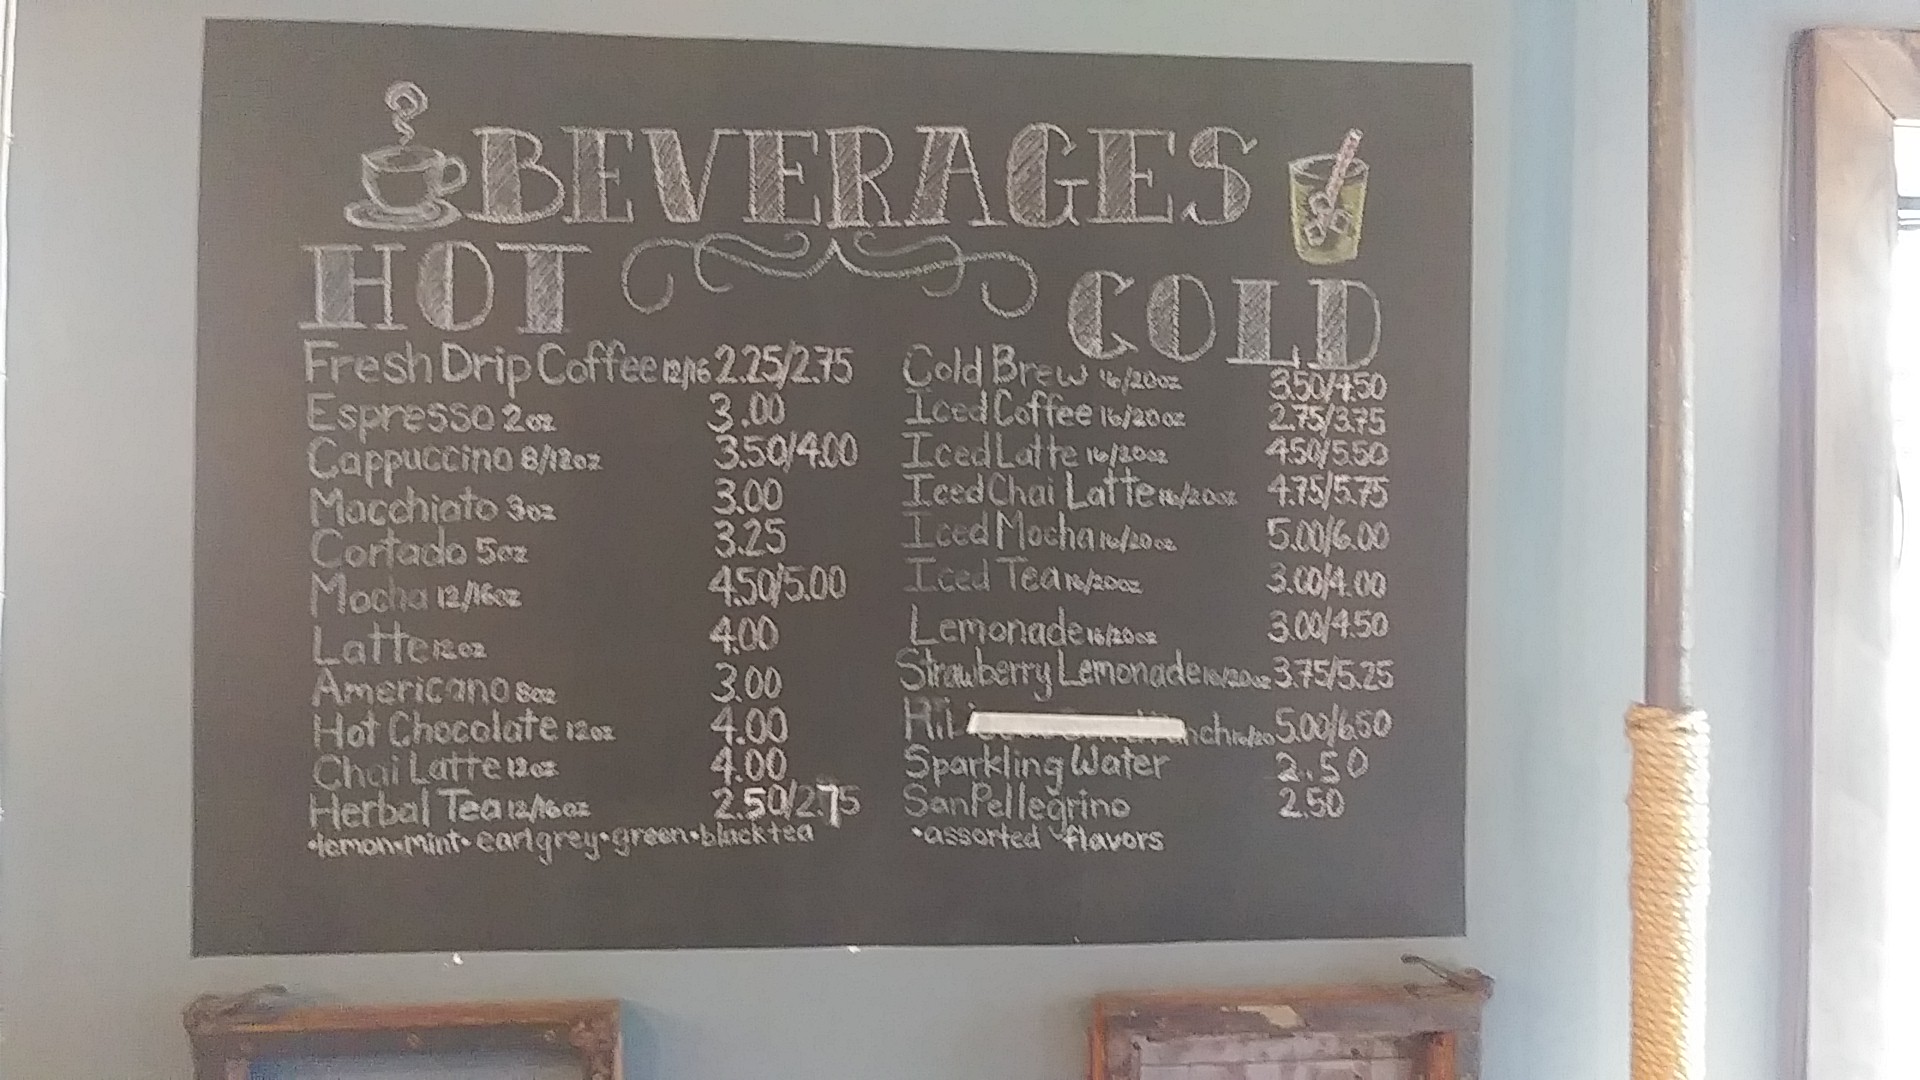 BEVERAGES
HOT
Fresh Drip Coffee 12/16 2.25/2.75
Espresso 2oz 3.00
Cappuccino 8/12oz 3.50/4.00
Macchiato 3oz 3.00
Cortado 5oz 3.25
Mocha 12/16oz 4.50/5.00
Latte 12oz 4.00
Americano 8oz 3.00
Hot Chocolate 12oz 4.00
Chai Latte 12oz 4.00
Herbal Tea 12/16oz 2.50/2.75
•lemon•mint•earl grey•green•black tea
COLD
Cold Brew 16/20oz 3.50/4.50
Iced Coffee 16/20oz 2.75/3.75
Iced Latte 16/20oz 4.50/5.50
Iced Chai Latte 16/20oz 4.75/5.75
Iced Mocha 16/20oz 5.00/6.00
Iced Tea 16/20oz 3.00/4.00
Lemonade 16/20oz 3.00/4.50
Strawberry Lemonade 16/20oz 3.75/5.25
16/20 5.00/6.50
Sparkling Water 2.50
San Pellegrino 2.50
•assorted flavors